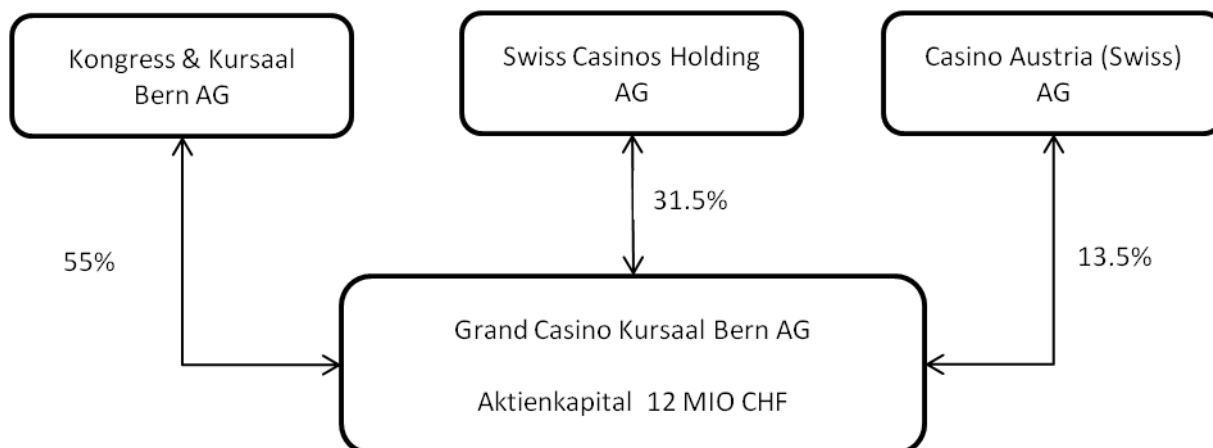 Kongress & Kursaal
Bern AG
Swiss Casinos Holding
AG
Casino Austria (Swiss)
AG
31.5%
55%
13.5%
Grand Casino Kursaal Bern AG
Aktienkapital 12 MIO CHF